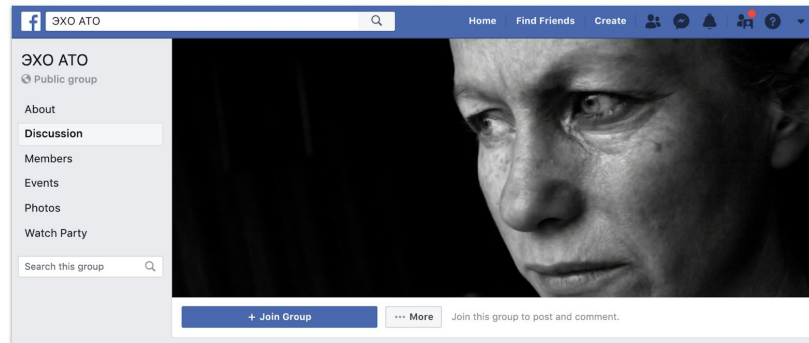 f ЭХО АТО Home Find Friends Create ?
ЭХО АТО
Public group
About
Discussion
Members
Events
Photos
Watch Party
Search this group
+ Join Group ··· More Join this group to post and comment.